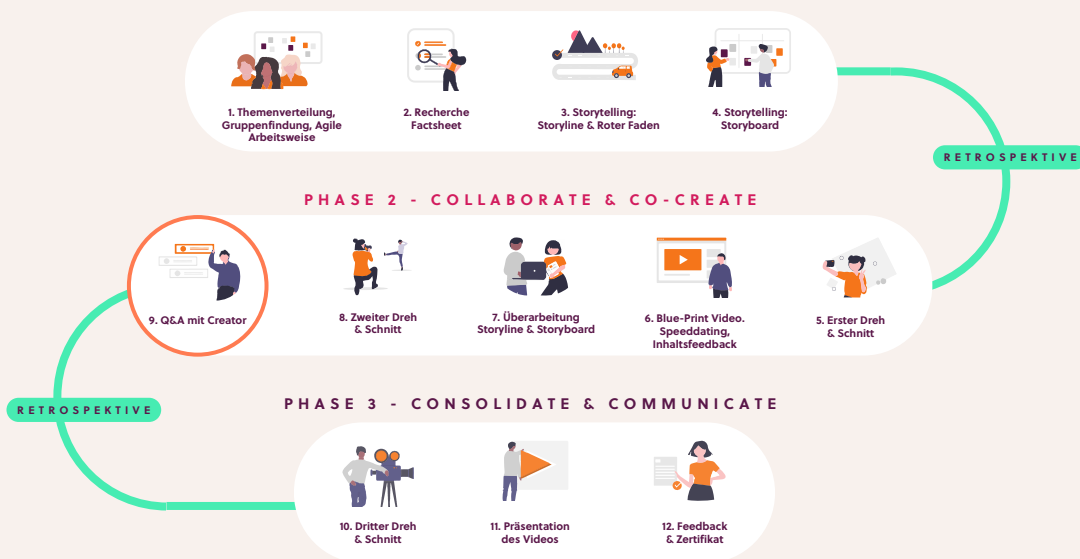 1. Themenverteilung,
Gruppenfindung, Agile
Arbeitsweise
2. Recherche
Factsheet
3. Storytelling:
Storyline & Roter Faden
4. Storytelling:
Storyboard
RETROSPEKTIVE
PHASE 2 - COLLABORATE & CO-CREATE
9. Q&A mit Creator
8. Zweiter Dreh
& Schnitt
7. Überarbeitung
Storyline & Storyboard
6. Blue-Print Video.
Speeddating,
Inhaltsfeedback
5. Erster Dreh
& Schnitt
RETROSPEKTIVE
PHASE 3 - CONSOLIDATE & COMMUNICATE
10. Dritter Dreh
& Schnitt
11. Präsentation
des Videos
12. Feedback
& Zertifikat